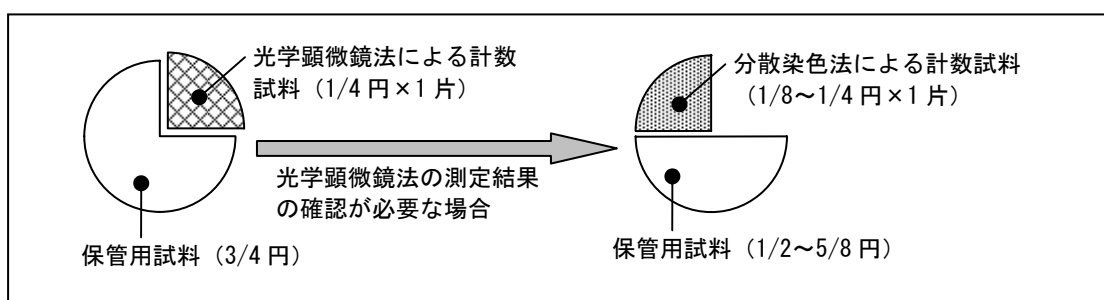 光学顕微鏡法による計数
試料（1/4 円×1 片）
保管用試料（3/4 円）
光学顕微鏡法の測定結果
の確認が必要な場合
分散染色法による計数試料
（1/8～1/4 円×1 片）
保管用試料（1/2～5/8 円）